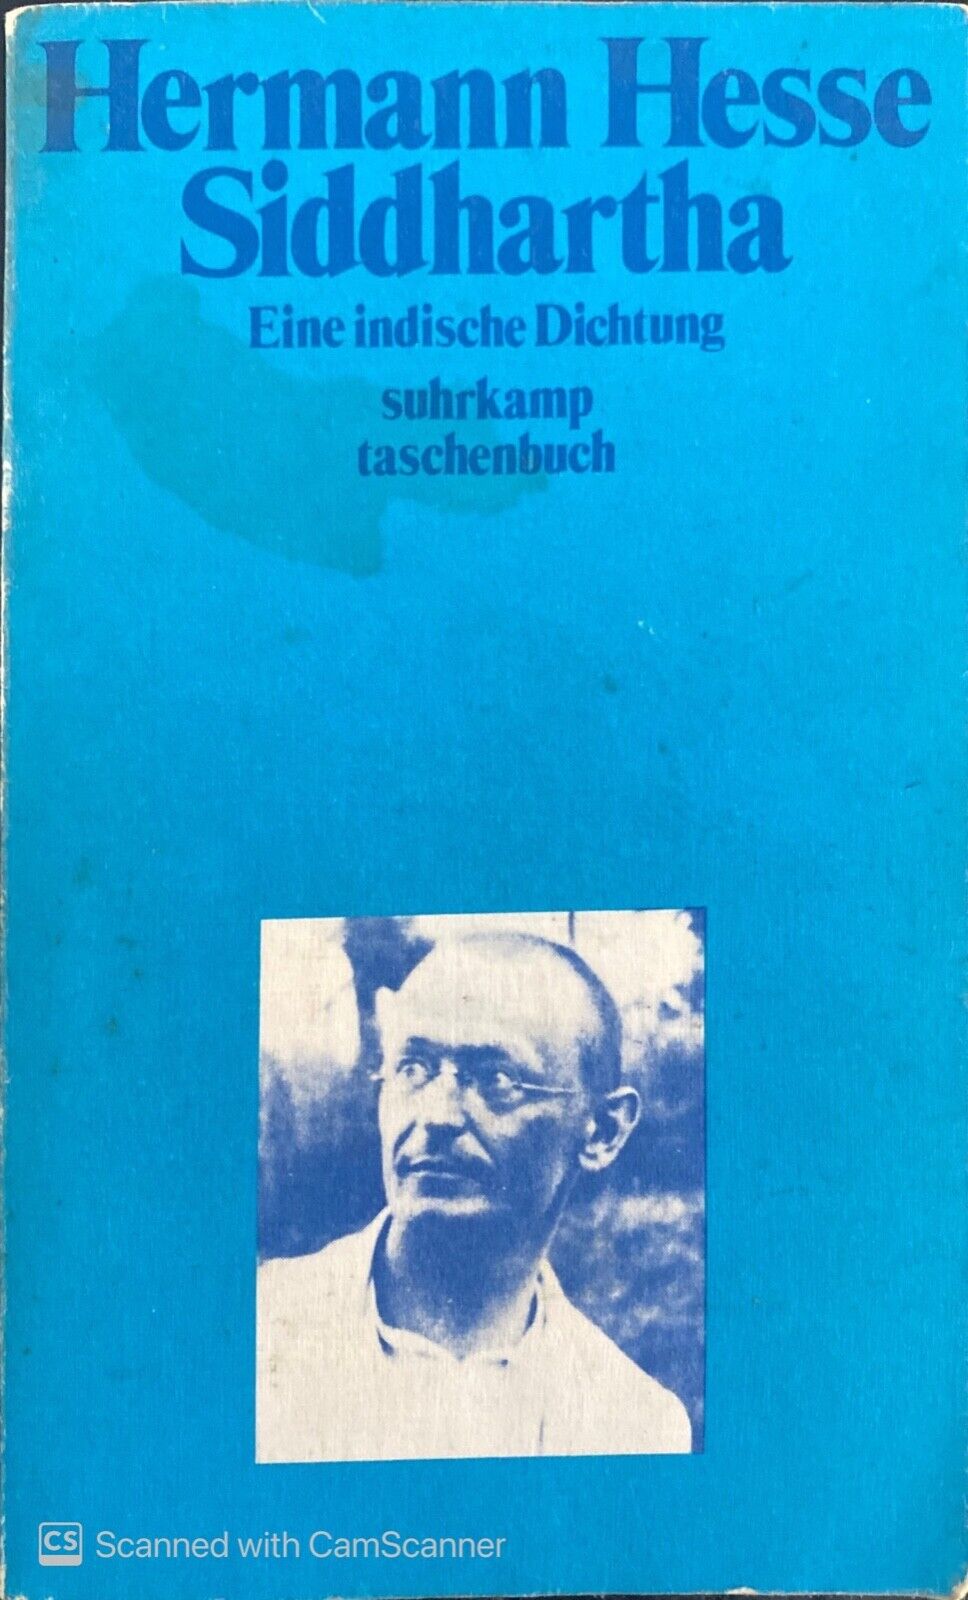 Hermann Hesse
Siddhartha
Eine indische Dichtung
suhrkamp
taschenbuch
CS Scanned with CamScanner